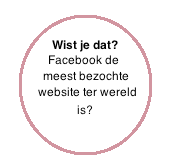 Wist je dat?
Facebook de
meest bezochte
website ter wereld
is?